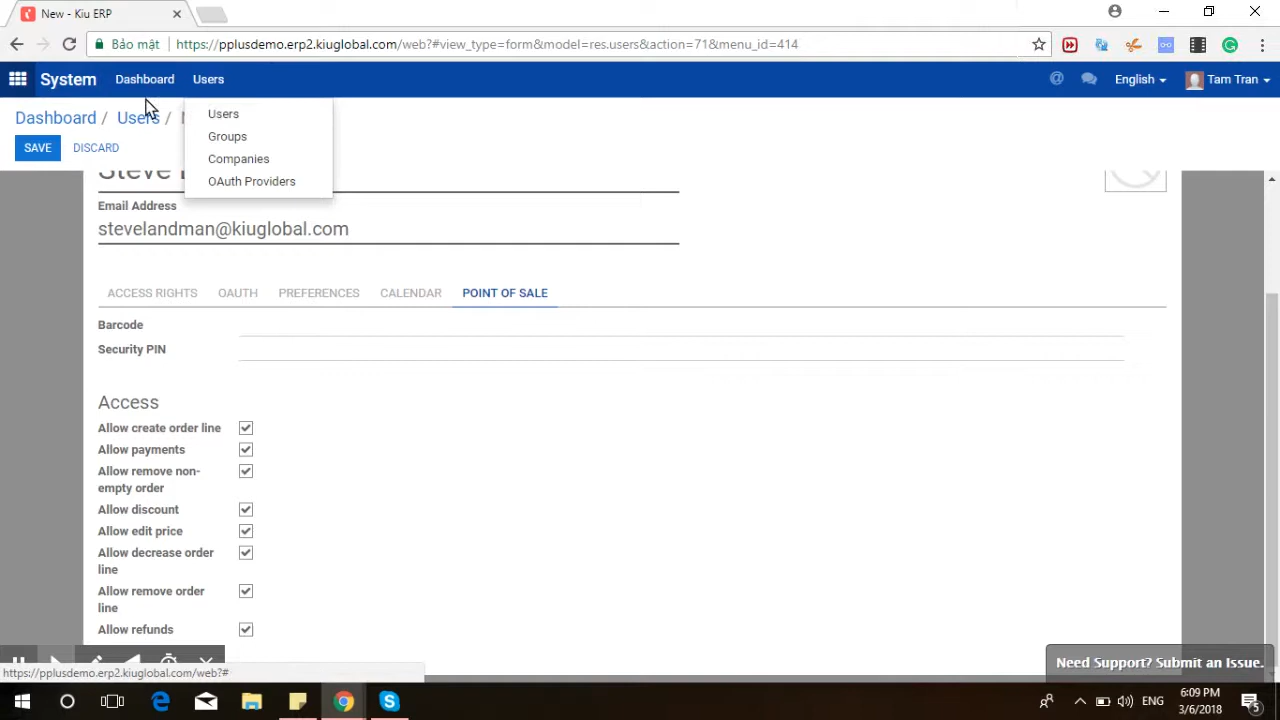 New - Kiu ERP
Bảo mật
https://pplusdemo.erp2.kiuglobal.com/web?#view_type=form&model=res.users&action=71&menu_id=414
System Dashboard Users English Tam Tran
Dashboard / Users /
SAVE DISCARD
Users
Groups
Companies
OAuth Providers
Steve
Email Address
stevelandman@kiuglobal.com
ACCESS RIGHTS OAUTH PREFERENCES CALENDAR POINT OF SALE
Barcode
Security PIN
Access
Allow create order line
Allow payments
Allow remove non-
empty order
Allow discount
Allow edit price
Allow decrease order
line
Allow remove order
line
Allow refunds
https://pplusdemo.erp2.kiuglobal.com/web?#
Need Support? Submit an Issue.
ENG
6:09 PM
3/6/2018
5